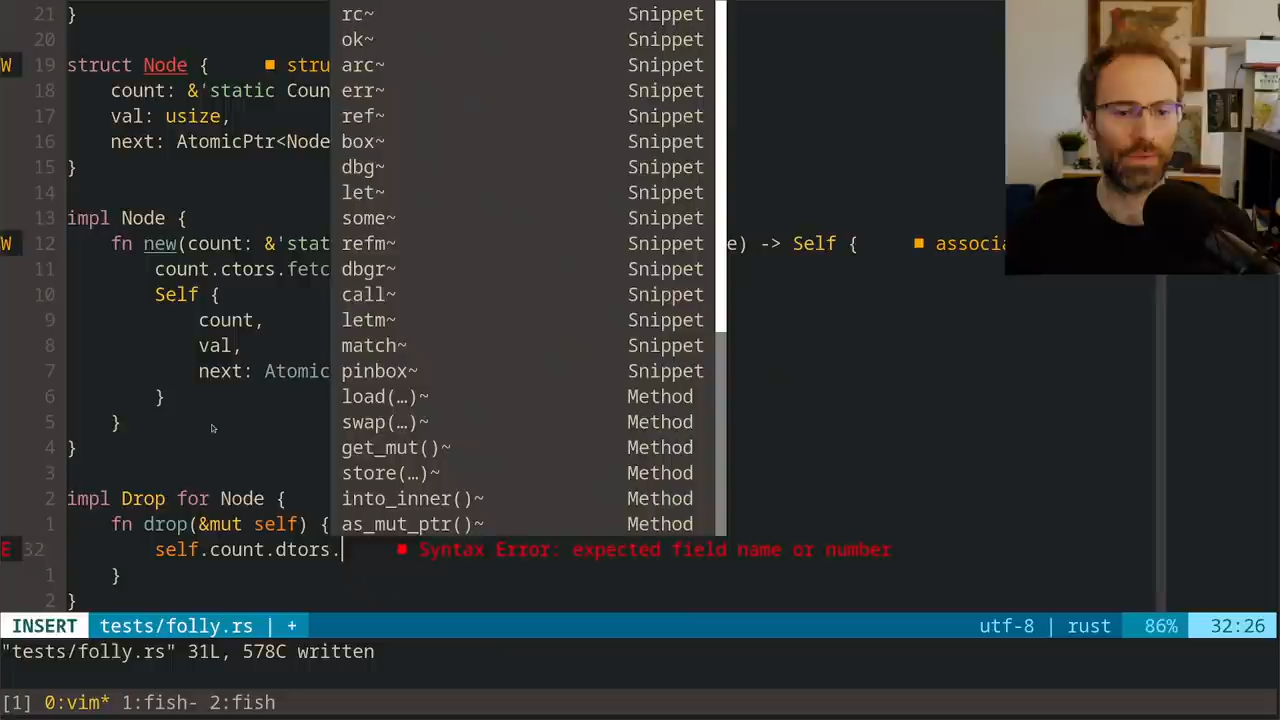 21 }
20
W 19 struct Node { ■ stru
18 count: &'static Coun
17 val: usize,
16 next: AtomicPtr<Node
15 }
14
13 impl Node {
W 12 fn new(count: &'stat e) -> Self { ■ associa
11 count.ctors.fetc
10 Self {
9 count,
8 val,
7 next: Atomic
6 }
5 }
4 }
3
2 impl Drop for Node {
1 fn drop(&mut self) {
E 32 self.count.dtors. ■ Syntax Error: expected field name or number
1 }
2 }
rc~ Snippet
ok~ Snippet
arc~ Snippet
err~ Snippet
ref~ Snippet
box~ Snippet
dbg~ Snippet
let~ Snippet
some~ Snippet
refm~ Snippet
dbgr~ Snippet
call~ Snippet
letm~ Snippet
match~ Snippet
pinbox~ Snippet
load(…)~ Method
swap(…)~ Method
get_mut()~ Method
store(…)~ Method
into_inner()~ Method
as_mut_ptr()~ Method
INSERT tests/folly.rs | + utf-8 | rust 86% 32:26
"tests/folly.rs" 31L, 578C written
[1] 0:vim* 1:fish- 2:fish